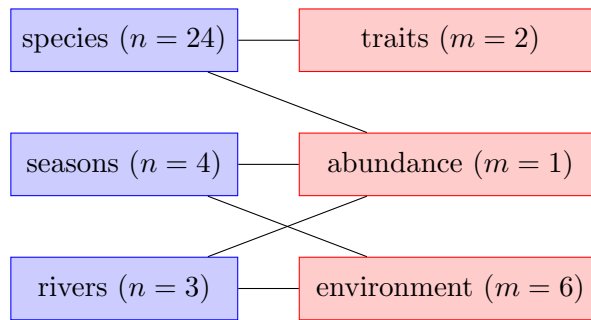 species (n = 24)
traits (m = 2)
seasons (n = 4)
abundance (m = 1)
rivers (n = 3)
environment (m = 6)